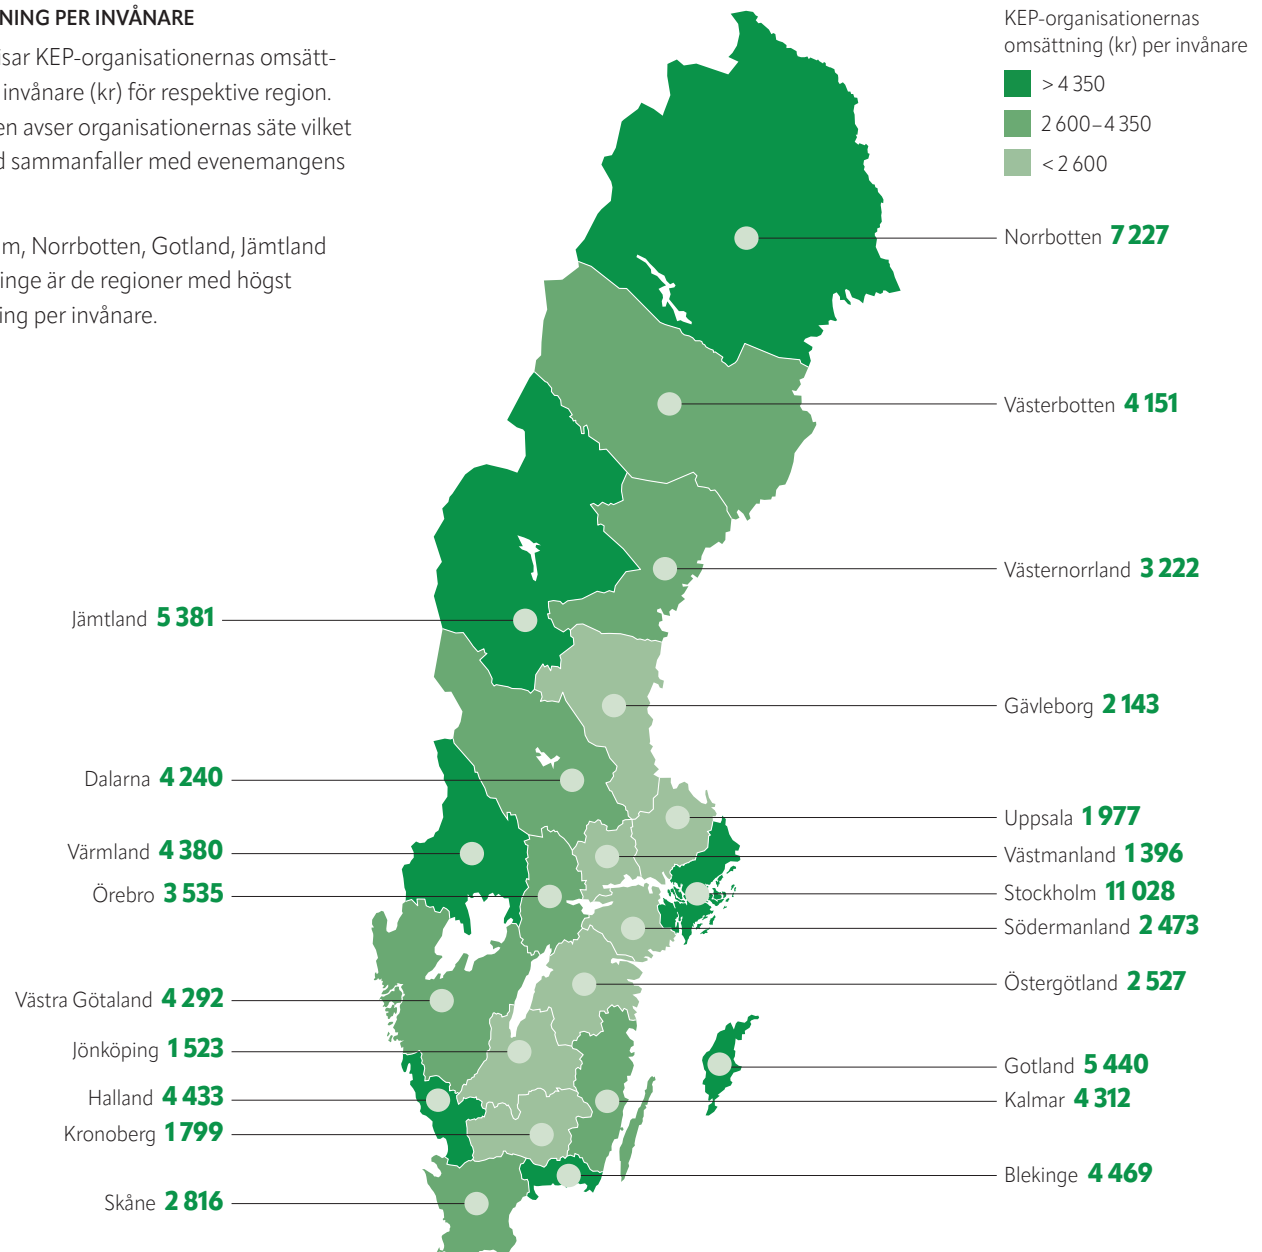 NING PER INVÅNARE
isar KEP-organisationernas omsätt-
invånare (kr) för respektive region.
en avser organisationernas säte vilket
d sammanfaller med evenemangens
m, Norrbotten, Gotland, Jämtland
inge är de regioner med högst
ing per invånare.
KEP-organisationernas
omsättning (kr) per invånare
> 4 350
2 600–4 350
< 2 600
Norrbotten 7 227
Västerbotten 4 151
Västernorrland 3 222
Jämtland 5 381
Gävleborg 2 143
Dalarna 4 240
Uppsala 1 977
Värmland 4 380
Västmanland 1 396
Örebro 3 535
Stockholm 11 028
Södermanland 2 473
Östergötland 2 527
Västra Götaland 4 292
Jönköping 1 523
Gotland 5 440
Halland 4 433
Kalmar 4 312
Kronoberg 1 799
Blekinge 4 469
Skåne 2 816